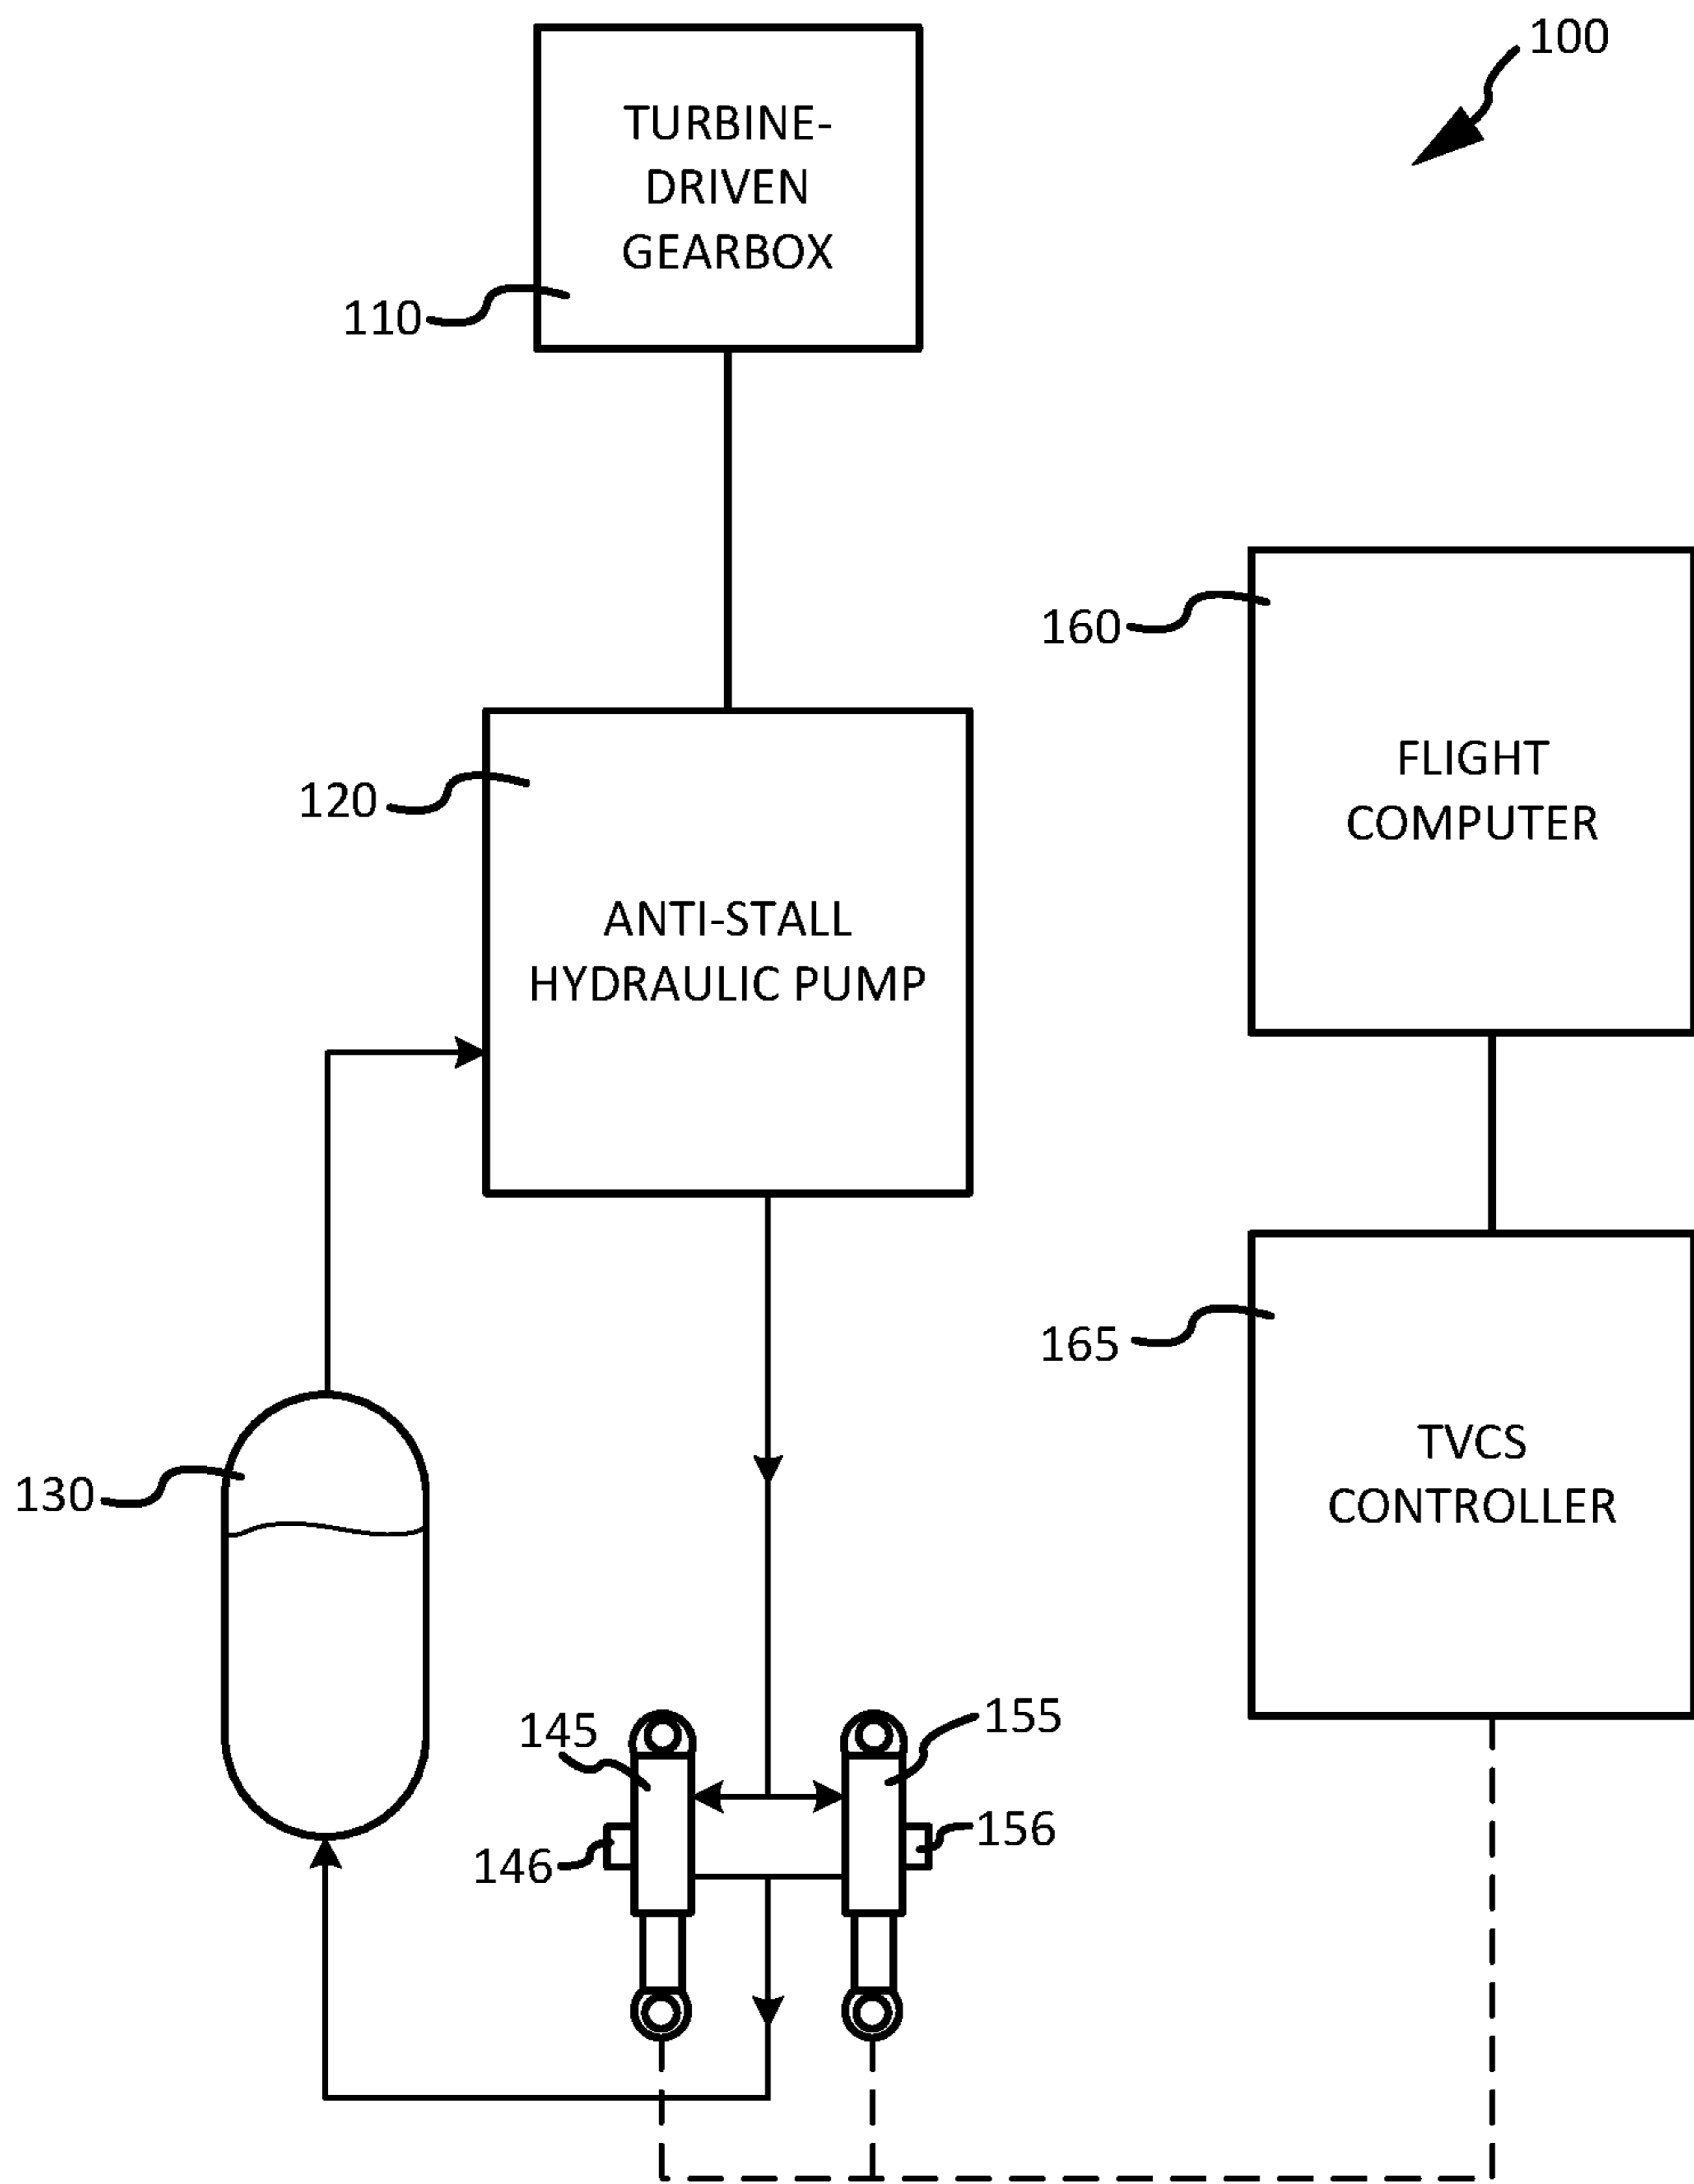 100
TURBINE-
DRIVEN
GEARBOX
110
160
FLIGHT
COMPUTER
120
ANTI-STALL
HYDRAULIC PUMP
165
TVCS
CONTROLLER
130
145
155
146
156